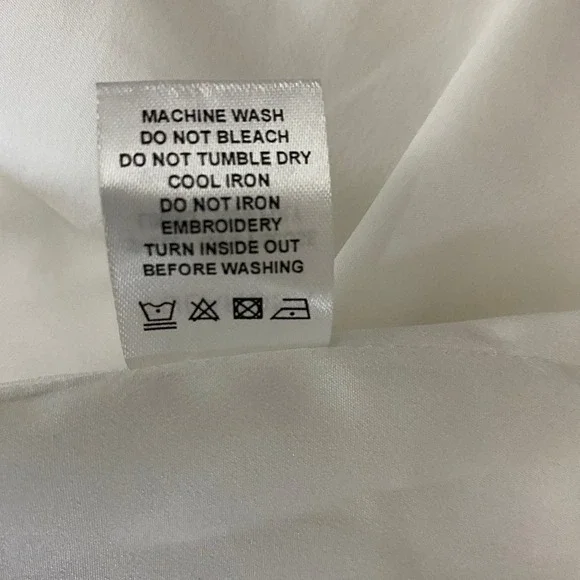 MACHINE WASH
DO NOT BLEACH
DO NOT TUMBLE DRY
COOL IRON
DO NOT IRON
EMBROIDERY
TURN INSIDE OUT
BEFORE WASHING